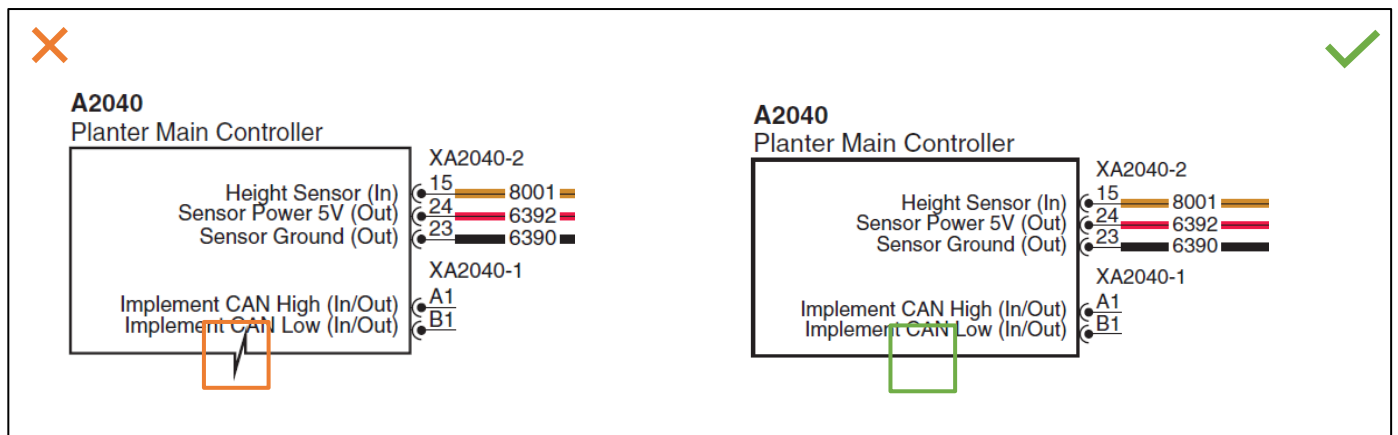 A2040
Planter Main Controller
XA2040-2
Height Sensor (In) 15 8001
Sensor Power 5V (Out) 24 6392
Sensor Ground (Out) 23 6390
XA2040-1
Implement CAN High (In/Out) A1
Implement CAN Low (In/Out) B1
A2040
Planter Main Controller
XA2040-2
Height Sensor (In) 15 8001
Sensor Power 5V (Out) 24 6392
Sensor Ground (Out) 23 6390
XA2040-1
Implement CAN High (In/Out) A1
Implement CAN Low (In/Out) B1